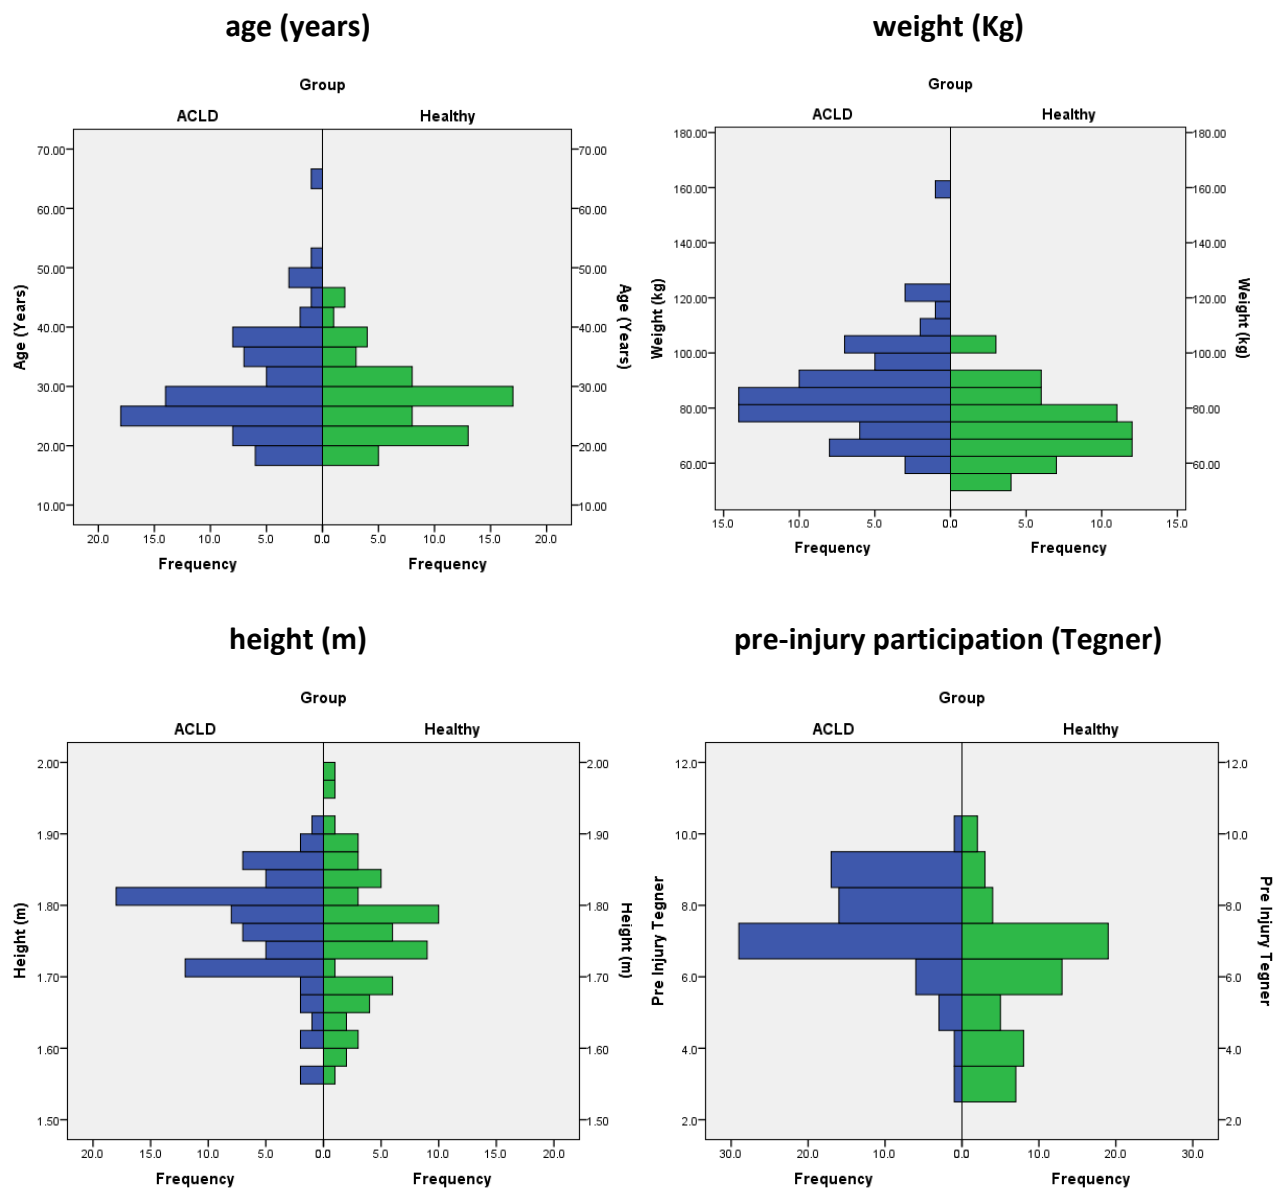 age (years)
Group
ACLD Healthy
70.00 70.00
60.00 60.00
50.00 50.00
40.00 40.00
30.00 30.00
20.00 20.00
10.00 10.00
Age (Years)
Age (Years)
20.0 15.0 10.0 5.0 0.0 0.0 5.0 10.0 15.0 20.0
Frequency Frequency
weight (Kg)
Group
ACLD Healthy
180.00 180.00
160.00 160.00
140.00 140.00
120.00 120.00
100.00 100.00
80.00 80.00
60.00 60.00
Weight (kg)
Weight (kg)
15.0 10.0 5.0 0.0 0.0 5.0 10.0 15.0
Frequency Frequency
height (m)
Group
ACLD Healthy
2.00 2.00
1.90 1.90
1.80 1.80
1.70 1.70
1.60 1.60
1.50 1.50
Height (m)
Height (m)
20.0 15.0 10.0 5.0 0.0 0.0 5.0 10.0 15.0 20.0
Frequency Frequency
pre-injury participation (Tegner)
Group
ACLD Healthy
12.0 12.0
10.0 10.0
8.0 8.0
6.0 6.0
4.0 4.0
2.0 2.0
Pre Injury Tegner
Pre Injury Tegner
30.0 20.0 10.0 0.0 0.0 10.0 20.0 30.0
Frequency Frequency